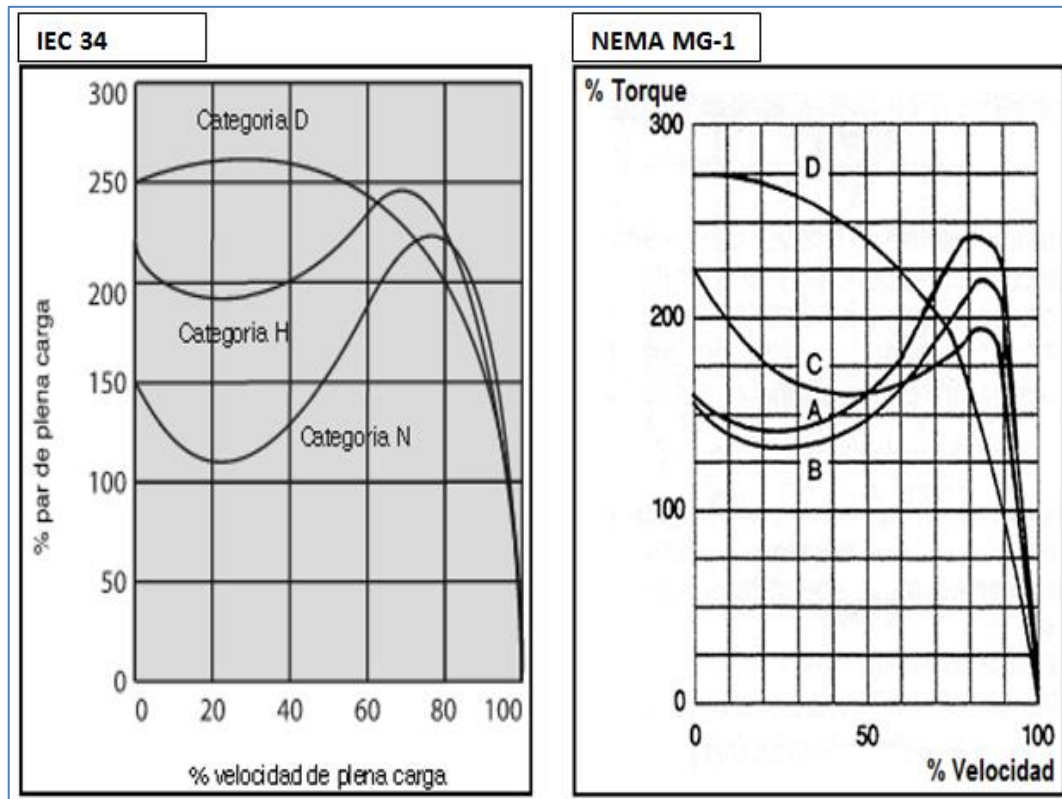 IEC 34
300
250
200
150
100
50
0
% par de plena carga
Categoria D
Categoria H
Categoria N
0 20 40 60 80 100
% velocidad de plena carga
NEMA MG-1
% Torque
300
200
100
0
D
C
A
B
0 50 100
% Velocidad